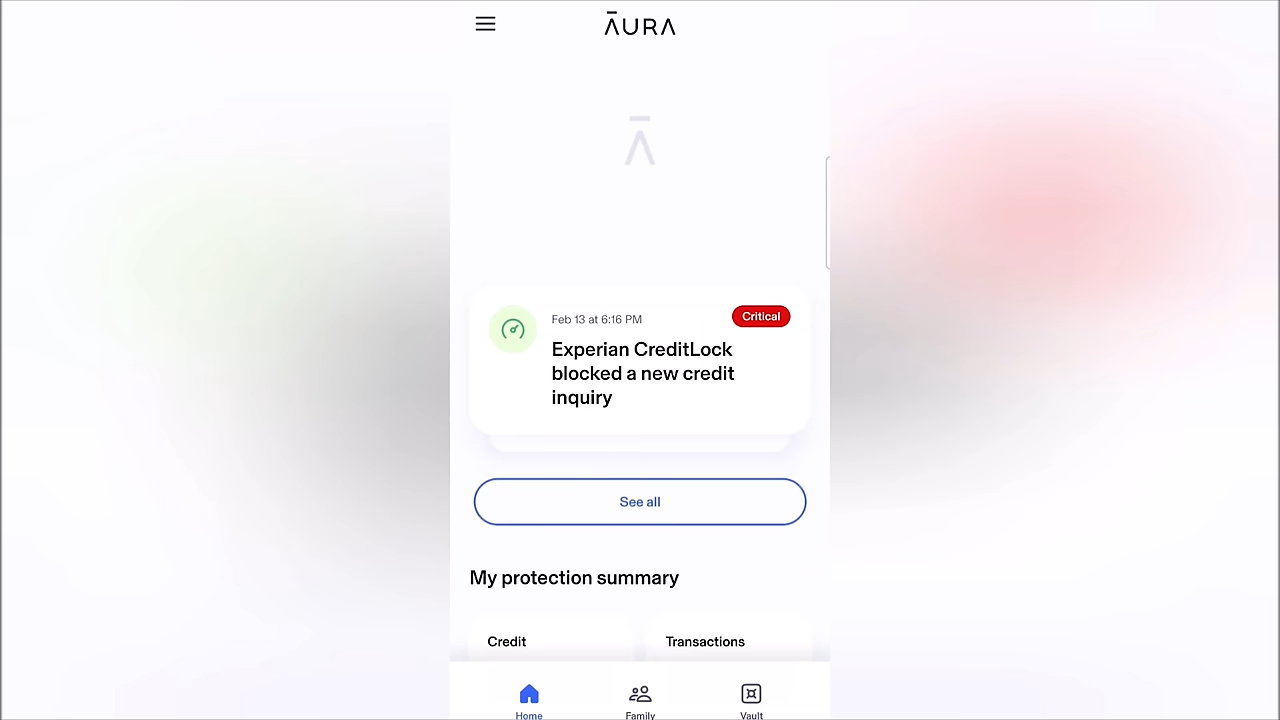 ĀURA
Feb 13 at 6:16 PM
Critical
Experian CreditLock
blocked a new credit
inquiry
See all
My protection summary
Credit
Transactions
Home
Family
Vault